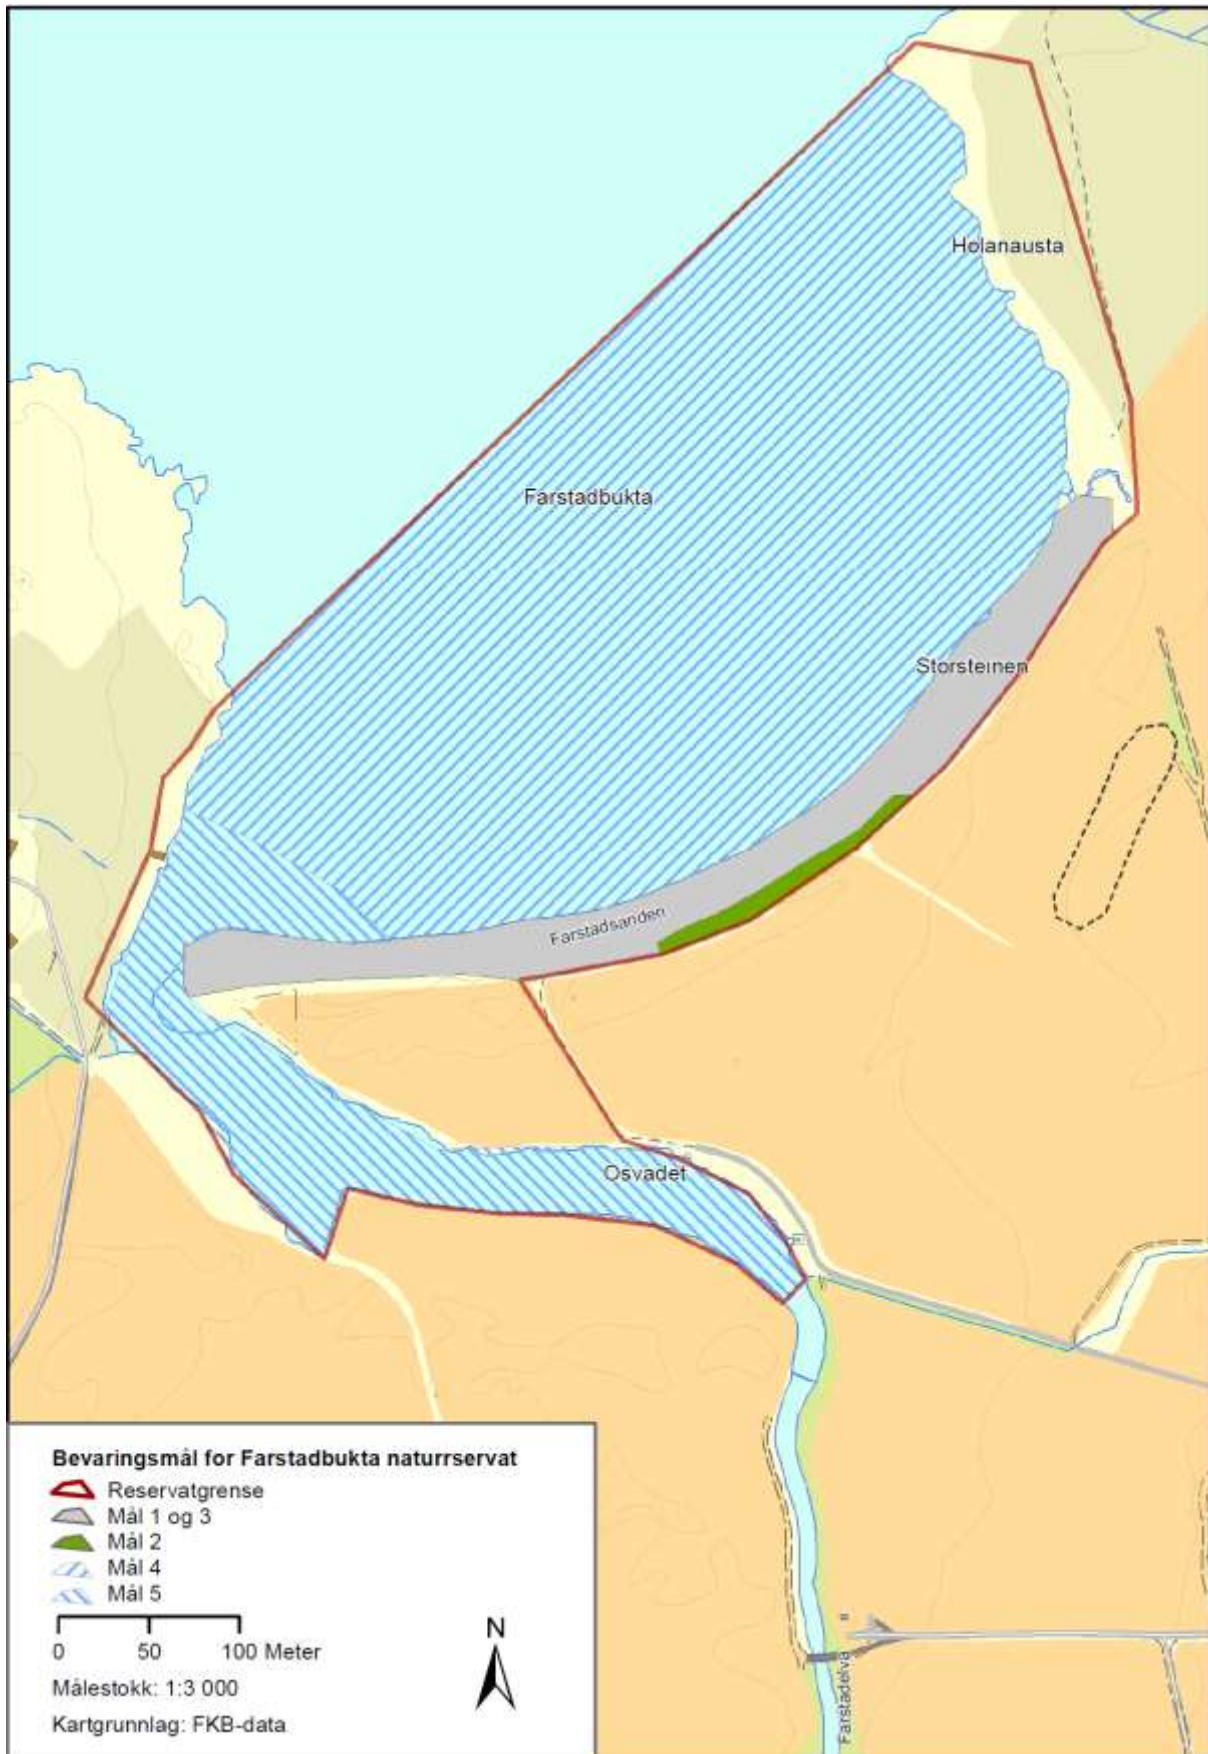 Holanausta
Farstadbukta
Storsteinen
Farstadsanden
Osvadet
Bevaringsmål for Farstadbukta naturrservat
Reservatgrense
Mål 1 og 3
Mål 2
Mål 4
Mål 5
0 50 100 Meter
N
Målestokk: 1:3 000
Kartgrunnlag: FKB-data
Farstadelva